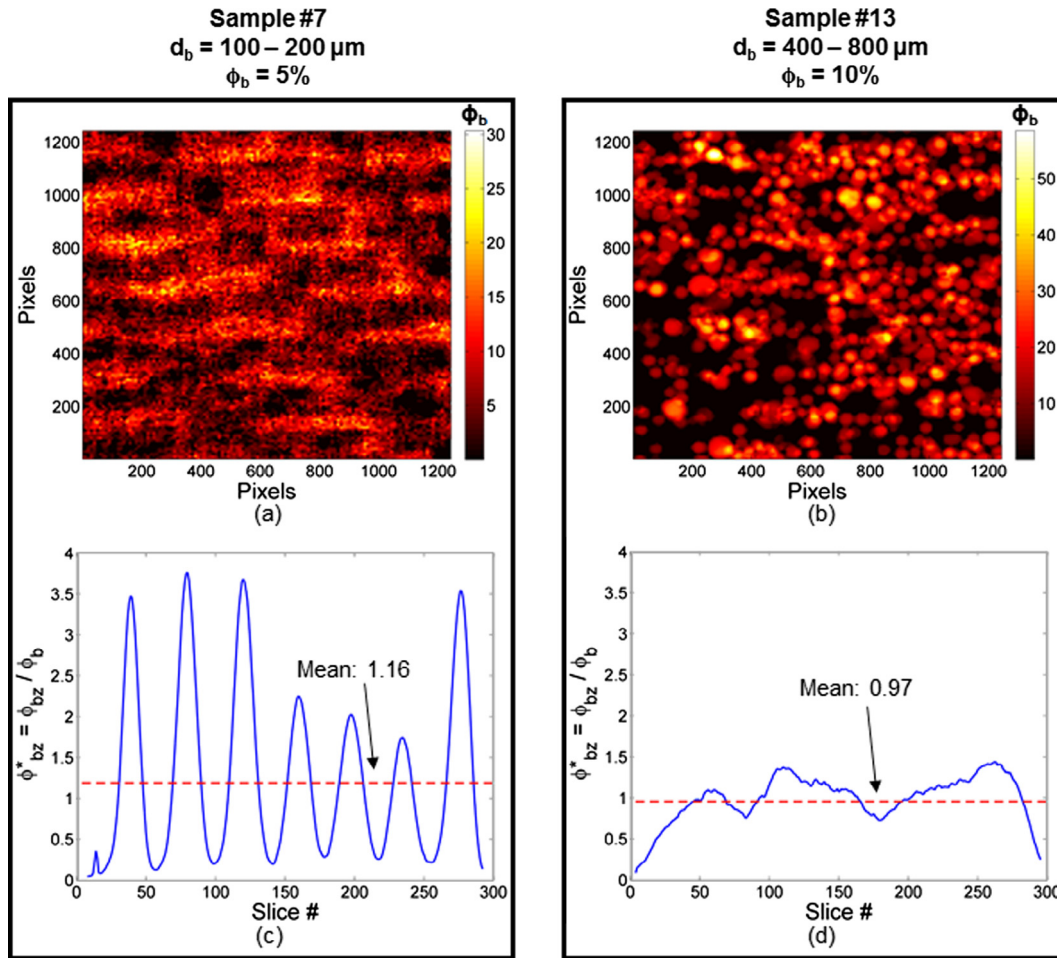 Sample #7
d_b = 100 – 200 µm
ϕ_b = 5%
Sample #13
d_b = 400 – 800 µm
ϕ_b = 10%
ϕ_b
30
25
20
15
10
5
1200
1000
800
600
400
200
Pixels
200 400 600 800 1000 1200
Pixels
(a)
ϕ_b
50
40
30
20
10
1200
1000
800
600
400
200
Pixels
200 400 600 800 1000 1200
Pixels
(b)
4
3.5
3
2.5
2
1.5
1
0.5
0
ϕ*_bz = ϕ_bz / ϕ_b
Mean: 1.16
0 50 100 150 200 250 300
Slice #
(c)
4
3.5
3
2.5
2
1.5
1
0.5
0
ϕ*_bz = ϕ_bz / ϕ_b
Mean: 0.97
0 50 100 150 200 250 300
Slice #
(d)